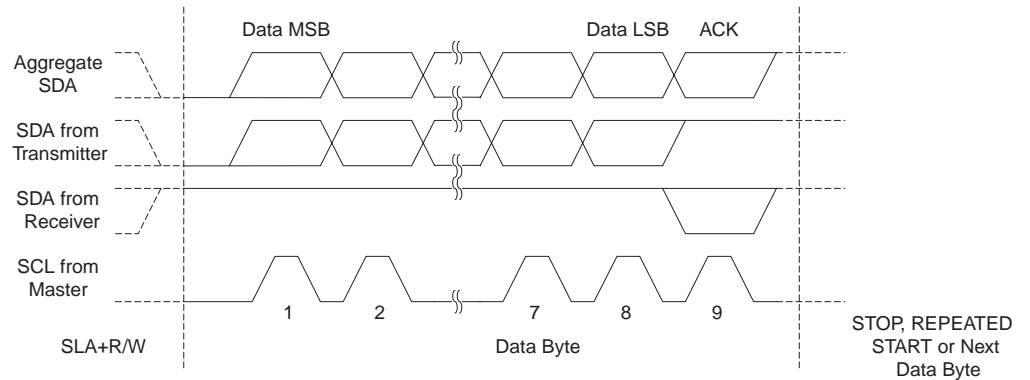 Data MSB
Data LSB
ACK
Aggregate
SDA
SDA from
Transmitter
SDA from
Receiver
SCL from
Master
1
2
7
8
9
SLA+R/W
Data Byte
STOP, REPEATED
START or Next
Data Byte